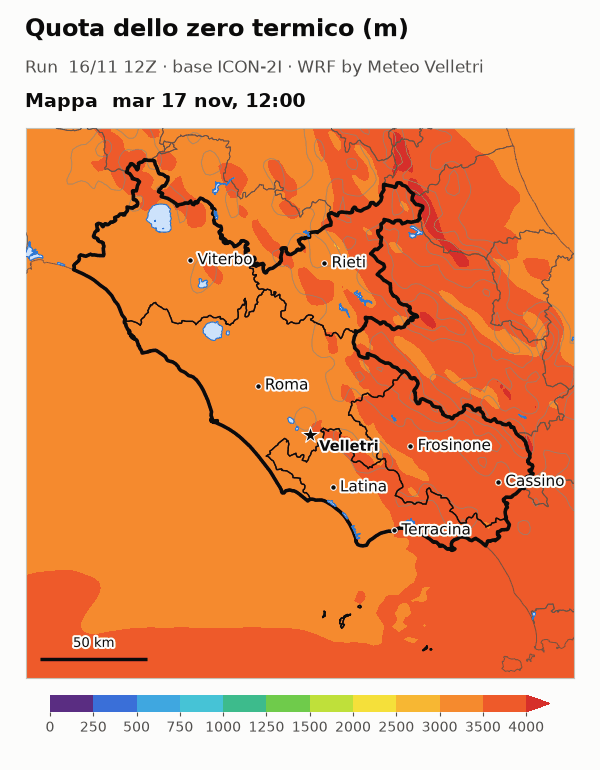 Quota dello zero termico (m)
Run  16/11 12Z · base ICON-2I · WRF by Meteo Velletri
Mappa  mar 17 nov, 12:00
Viterbo
Rieti
Roma
Velletri
Frosinone
Cassino
Latina
Terracina
50 km
0 250 500 750 1000 1250 1500 2000 2500 3000 3500 4000